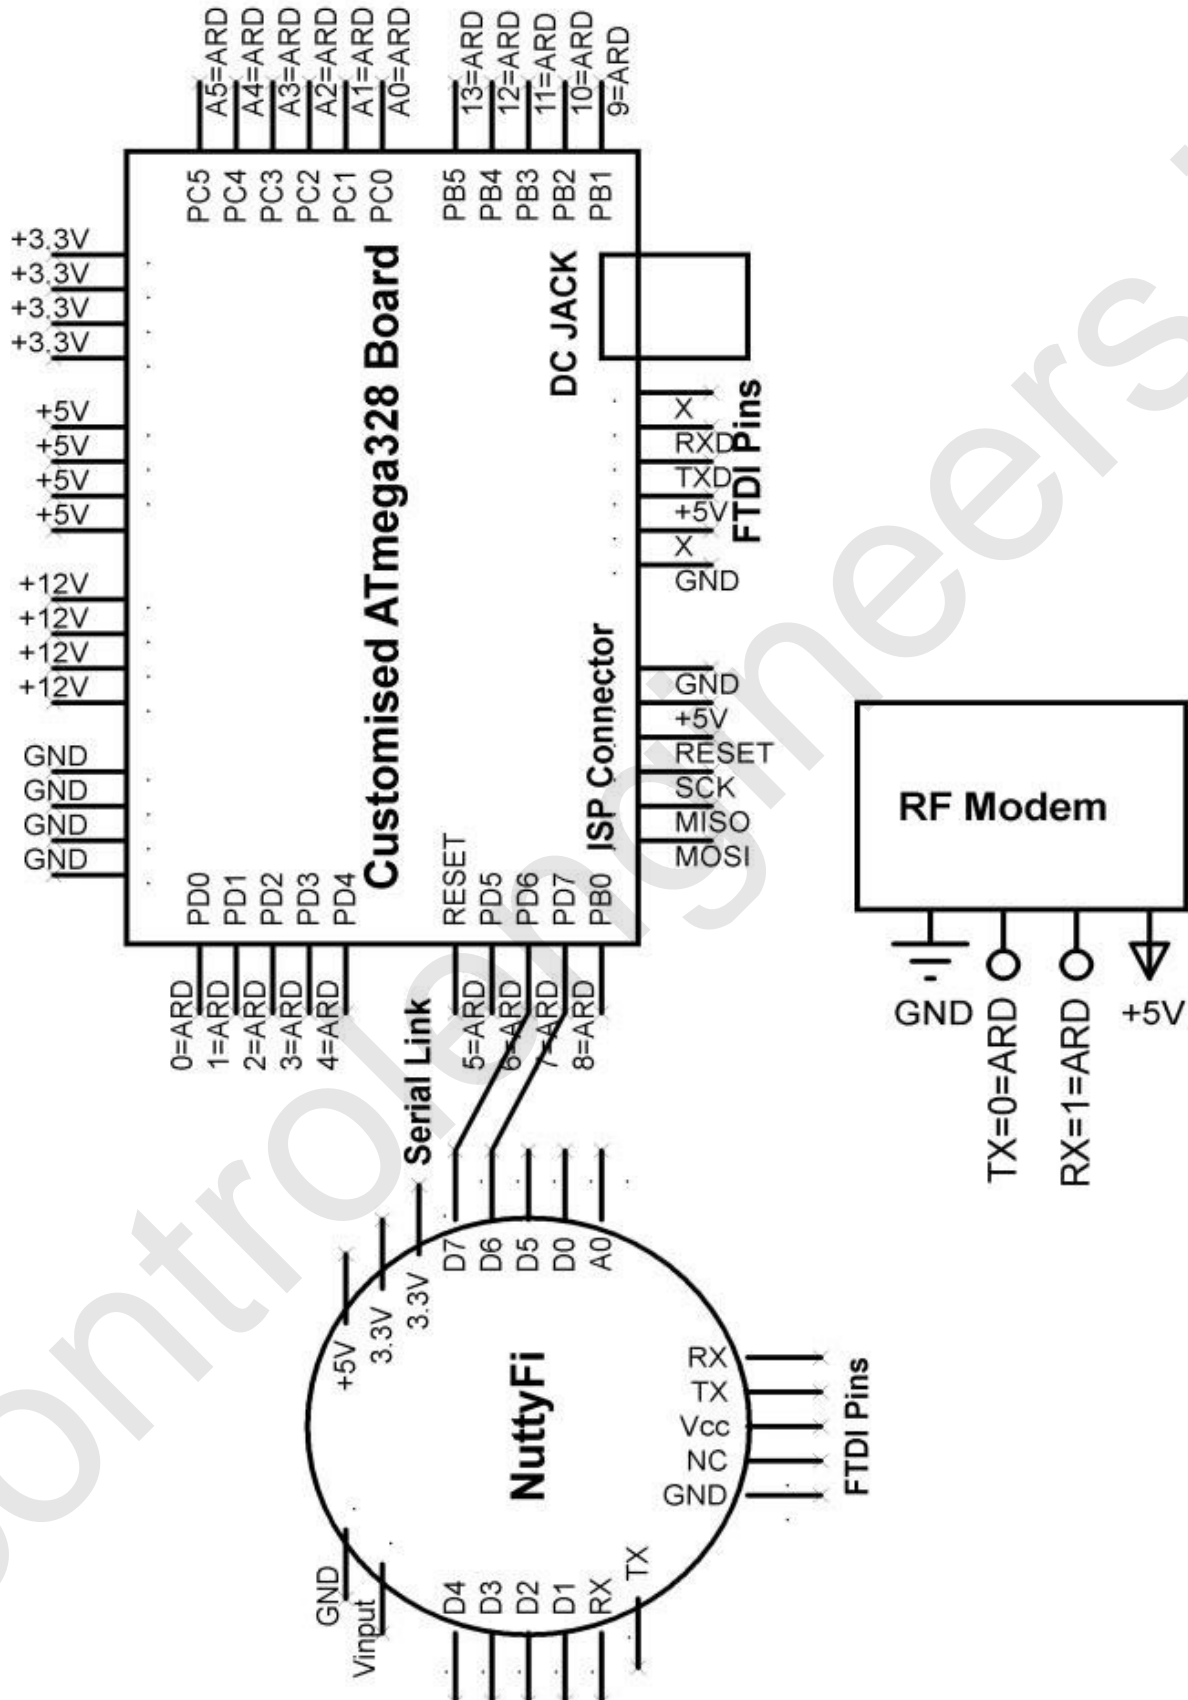 A5=ARD
A4=ARD
A3=ARD
A2=ARD
A1=ARD
A0=ARD
13=ARD
12=ARD
11=ARD
10=ARD
9=ARD
PC5
PC4
PC3
PC2
PC1
PC0
PB5
PB4
PB3
PB2
PB1
+3.3V
+3.3V
+3.3V
+3.3V
+5V
+5V
+5V
+5V
+12V
+12V
+12V
+12V
GND
GND
GND
GND
Customised ATmega328 Board
DC JACK
X
RXD
TXD
+5V
X
GND
FTDI Pins
ISP Connector
GND
+5V
RESET
SCK
MISO
MOSI
PD0
PD1
PD2
PD3
PD4
RESET
PD5
PD6
PD7
PB0
0=ARD
1=ARD
2=ARD
3=ARD
4=ARD
5=ARD
6=ARD
7=ARD
8=ARD
Serial Link
RF Modem
GND
TX=0=ARD
RX=1=ARD
+5V
+5V
3.3V
3.3V
D7
D6
D5
D0
A0
NuttyFi
RX
TX
Vcc
NC
GND
FTDI Pins
GND
Vinput
D4
D3
D2
D1
RX
TX
controlengineers